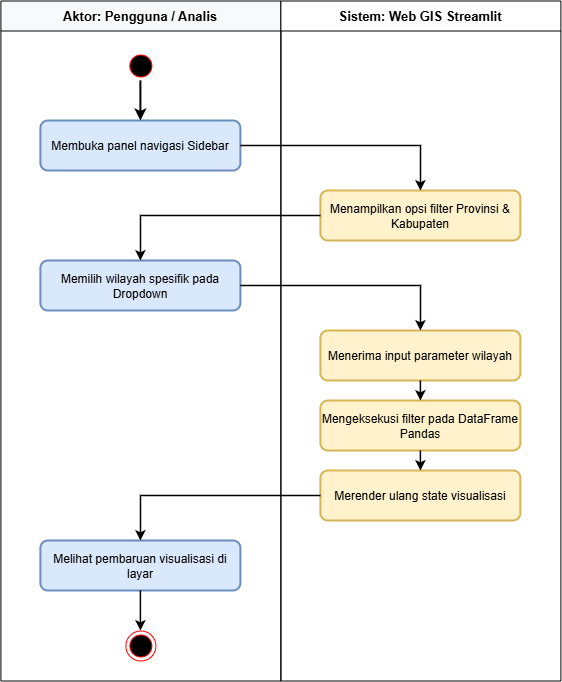 Aktor: Pengguna / Analis
Sistem: Web GIS Streamlit
Membuka panel navigasi Sidebar
Menampilkan opsi filter Provinsi &
Kabupaten
Memilih wilayah spesifik pada
Dropdown
Menerima input parameter wilayah
Mengeksekusi filter pada DataFrame
Pandas
Merender ulang state visualisasi
Melihat pembaruan visualisasi di
layar